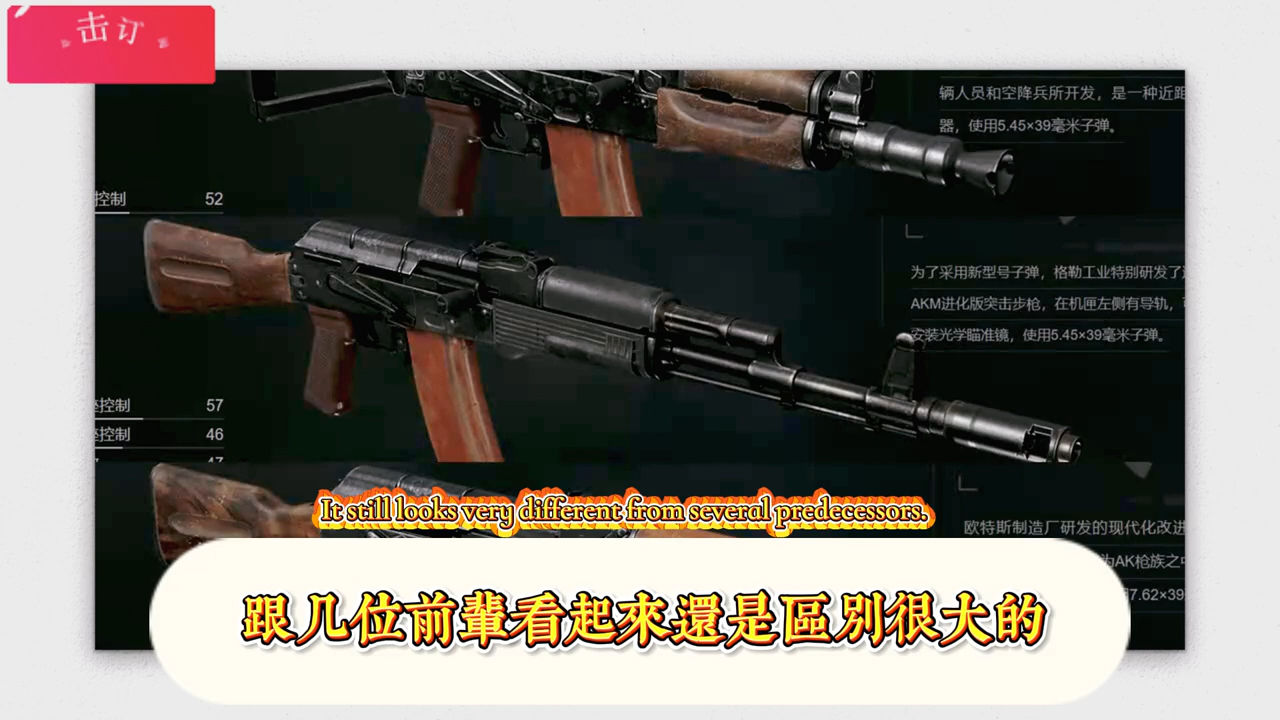 击订
辆人员和空降兵所开发，是一种近距
器，使用5.45×39毫米子弹。
控制 52
为了采用新型号子弹，格勒工业特别研发了
AKM进化版突击步枪，在机匣左侧有导轨，
安装光学瞄准镜，使用5.45×39毫米子弹。
控制 57
控制 46
47
It still looks very different from several predecessors.
欧特斯制造厂研发的现代化改进
为AK枪族之中
7.62×39
跟几位前輩看起來還是區別很大的